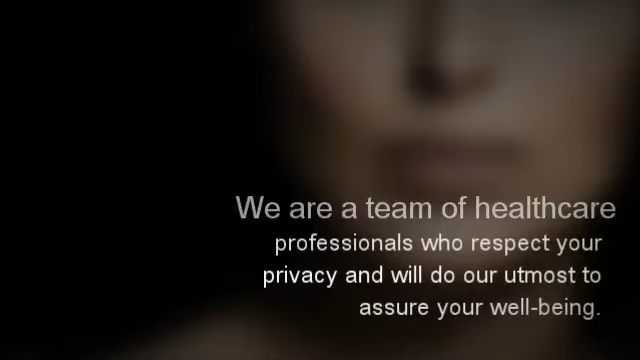 We are a team of healthcare
professionals who respect your
privacy and will do our utmost to
assure your well-being.